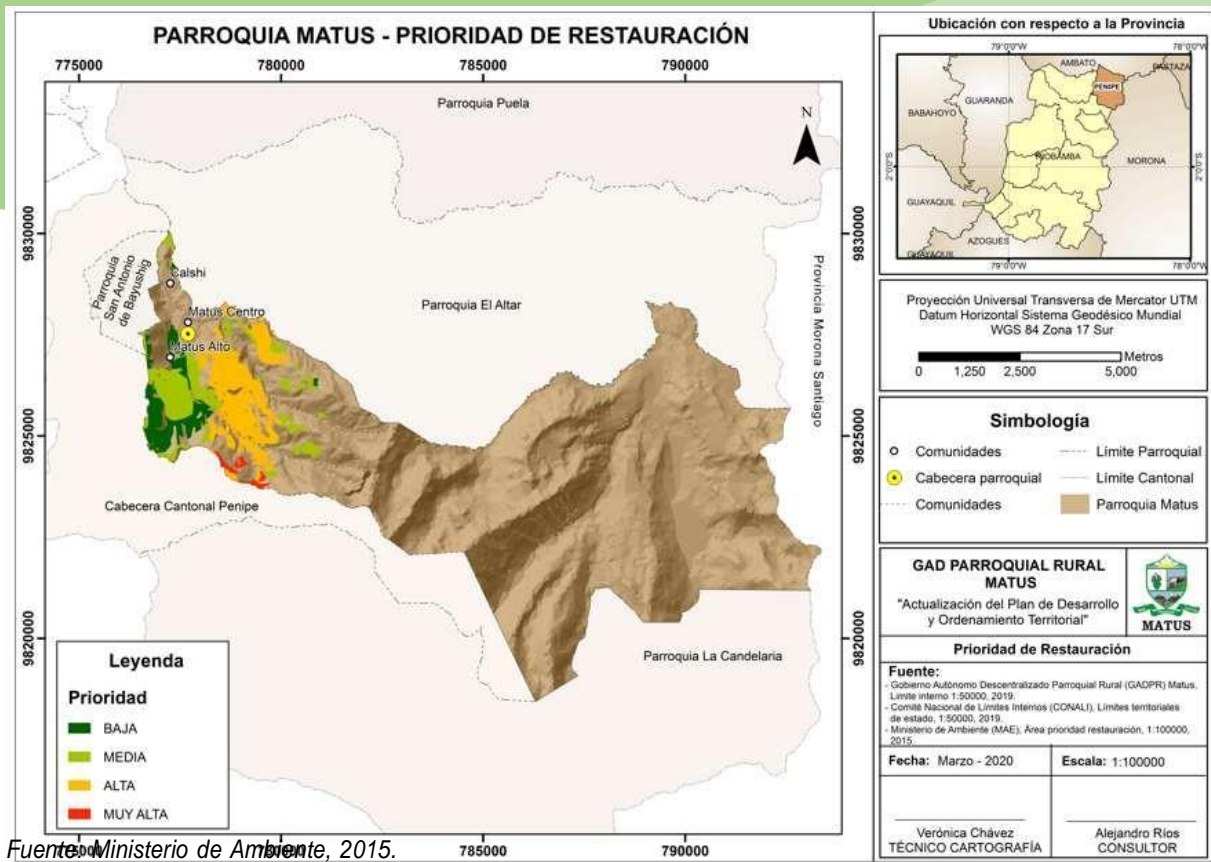 PARROQUIA MATUS - PRIORIDAD DE RESTAURACIÓN
775000
780000
785000
790000
9830000
9825000
9820000
9830000
9825000
9820000
Parroquia Puela
N
Parroquia
San Antonio
de Bayushig
Calshi
Matus Centro
Matus Alto
Parroquia El Altar
Provincia Morona Santiago
Cabecera Cantonal Penipe
Parroquia La Candelaria
Leyenda
Prioridad
BAJA
MEDIA
ALTA
MUY ALTA
775000
780000
785000
790000
Fuente: Ministerio de Ambiente, 2015.
Ubicación con respecto a la Provincia
79°0'0"W
78°0'0"W
AMBATO
PASTAZA
PENIPE
GUARANDA
BABAHOYO
RIOBAMBA
MORONA
2°0'0"S
2°0'0"S
GUAYAQUIL
AZOGUES
GUAYAQUIL
79°0'0"W
78°0'0"W
Proyección Universal Transversa de Mercator UTM
Datum Horizontal Sistema Geodésico Mundial
WGS 84 Zona 17 Sur
Metros
0 1,250 2,500 5,000
Simbología
Comunidades
Límite Parroquial
Cabecera parroquial
Límite Cantonal
Comunidades
Parroquia Matus
GAD PARROQUIAL RURAL
MATUS
"Actualización del Plan de Desarrollo
y Ordenamiento Territorial"
MATUS
Prioridad de Restauración
Fuente:
- Gobierno Autónomo Descentralizado Parroquial Rural (GADPR) Matus,
Limite interno 1:50000, 2019.
- Comité Nacional de Límites Internos (CONALI), Límites territoriales
de estado, 1:50000, 2019.
- Ministerio de Ambiente (MAE), Área prioridad restauración, 1:100000,
2015.
Fecha: Marzo - 2020
Escala: 1:100000
Verónica Chávez
TÉCNICO CARTOGRAFÍA
Alejandro Ríos
CONSULTOR